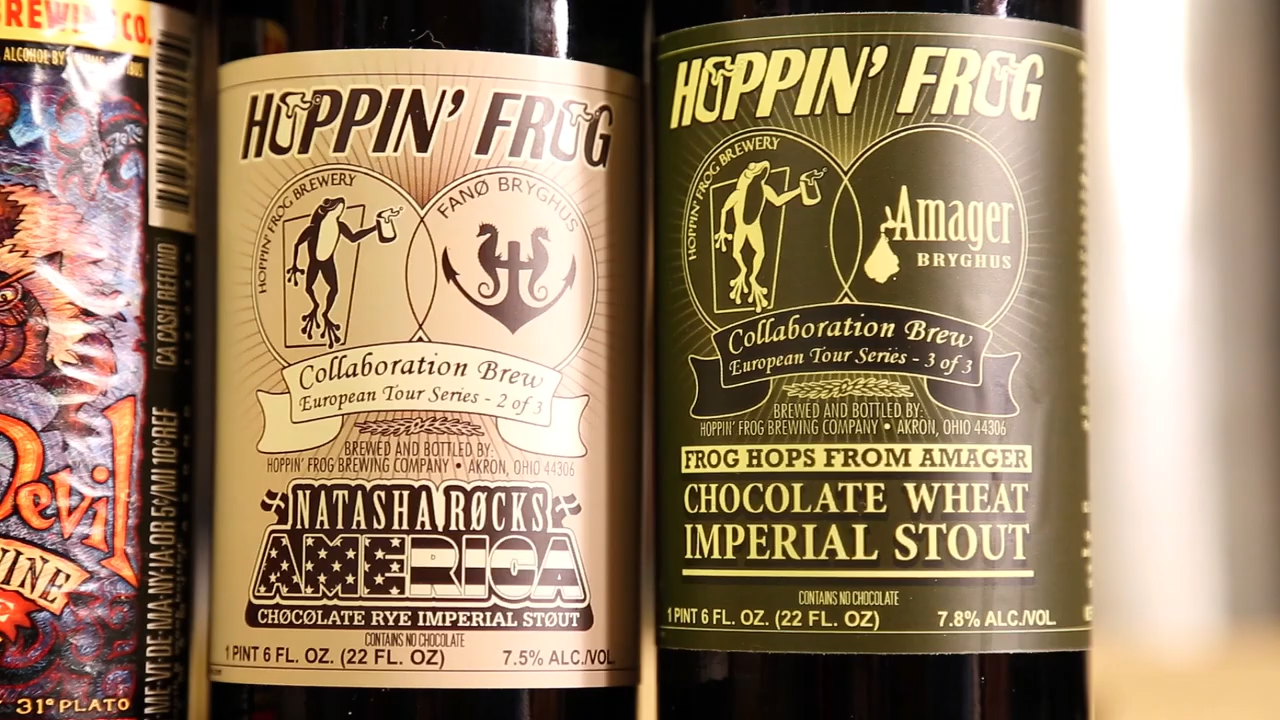 BREWING CO.
ALCOHOL BY VOLUME
CA CASH REFUND
ME-VT-DE-MA-NY-IA-OR 5¢/MI 10¢ REF
Devil
31° PLATO
HOPPIN' FROG
HOPPIN' FROG BREWERY
FANØ BRYGHUS
Collaboration Brew
European Tour Series - 2 of 3
BREWED AND BOTTLED BY:
HOPPIN' FROG BREWING COMPANY • AKRON, OHIO 44306
NATASHA RØCKS
AMERICA
CHØCØLATE RYE IMPERIAL STØUT
CONTAINS NO CHOCOLATE
1 PINT 6 FL. OZ. (22 FL. OZ)
7.5% ALC./VOL.
HOPPIN' FROG
HOPPIN' FROG BREWERY
Amager
BRYGHUS
Collaboration Brew
European Tour Series - 3 of 3
BREWED AND BOTTLED BY:
HOPPIN' FROG BREWING COMPANY • AKRON, OHIO 44306
FROG HOPS FROM AMAGER
CHOCOLATE WHEAT
IMPERIAL STOUT
CONTAINS NO CHOCOLATE
1 PINT 6 FL. OZ. (22 FL. OZ)
7.8% ALC./VOL.